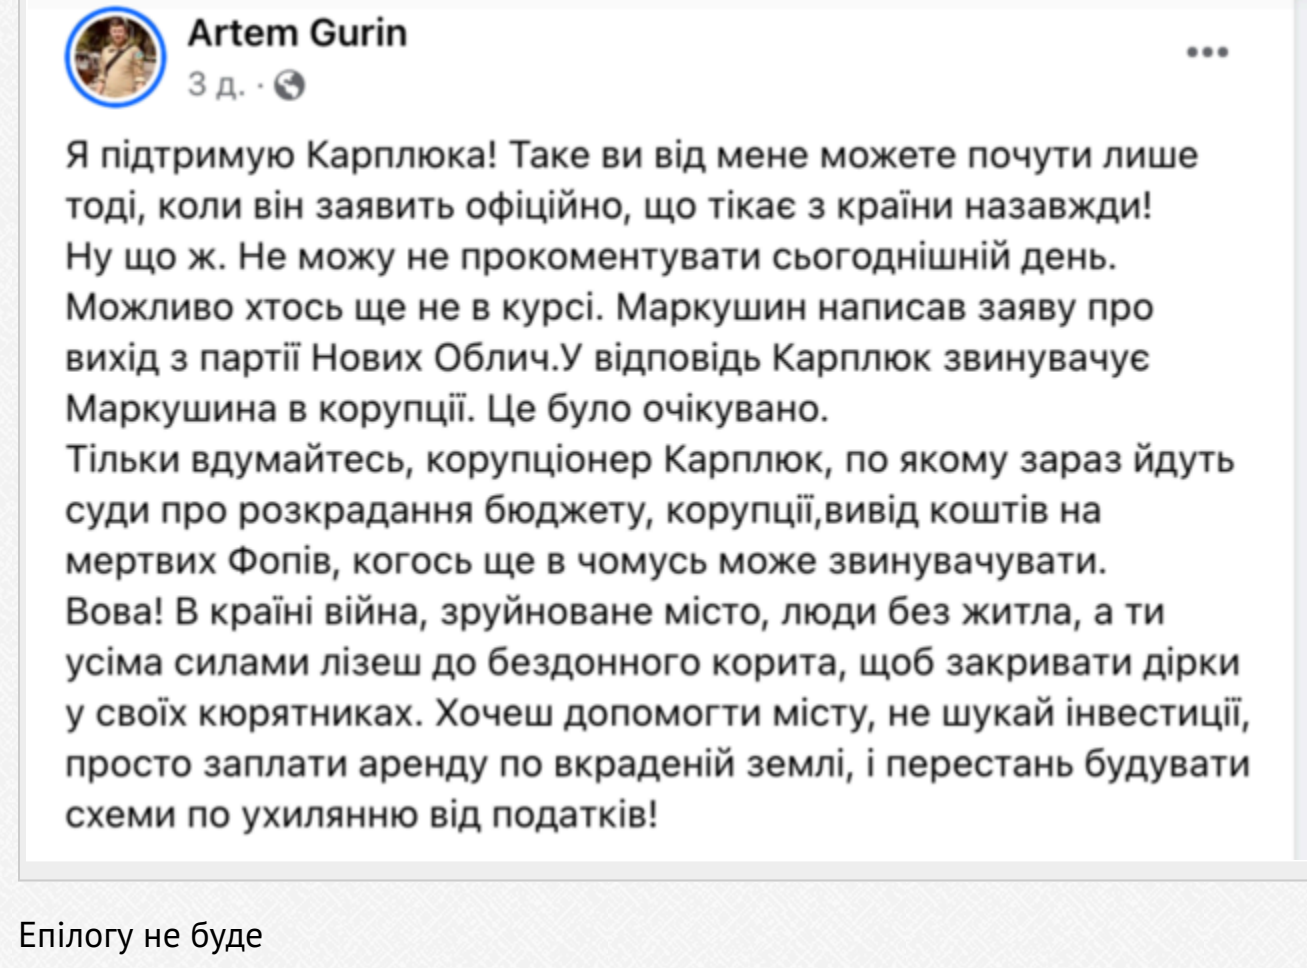 Artem Gurin
3 д. ·
Я підтримую Карплюка! Таке ви від мене можете почути лише
тоді, коли він заявить офіційно, що тікає з країни назавжди!
Ну що ж. Не можу не прокоментувати сьогоднішній день.
Можливо хтось ще не в курсі. Маркушин написав заяву про
вихід з партії Нових Облич.У відповідь Карплюк звинувачує
Маркушина в корупції. Це було очікувано.
Тільки вдумайтесь, корупціонер Карплюк, по якому зараз йдуть
суди про розкрадання бюджету, корупції,вивід коштів на
мертвих Фопів, когось ще в чомусь може звинувачувати.
Вова! В країні війна, зруйноване місто, люди без житла, а ти
усіма силами лізеш до бездонного корита, щоб закривати дірки
у своїх кюрятниках. Хочеш допомогти місту, не шукай інвестиції,
просто заплати аренду по вкраденій землі, і перестань будувати
схеми по ухилянню від податків!
Епілогу не буде